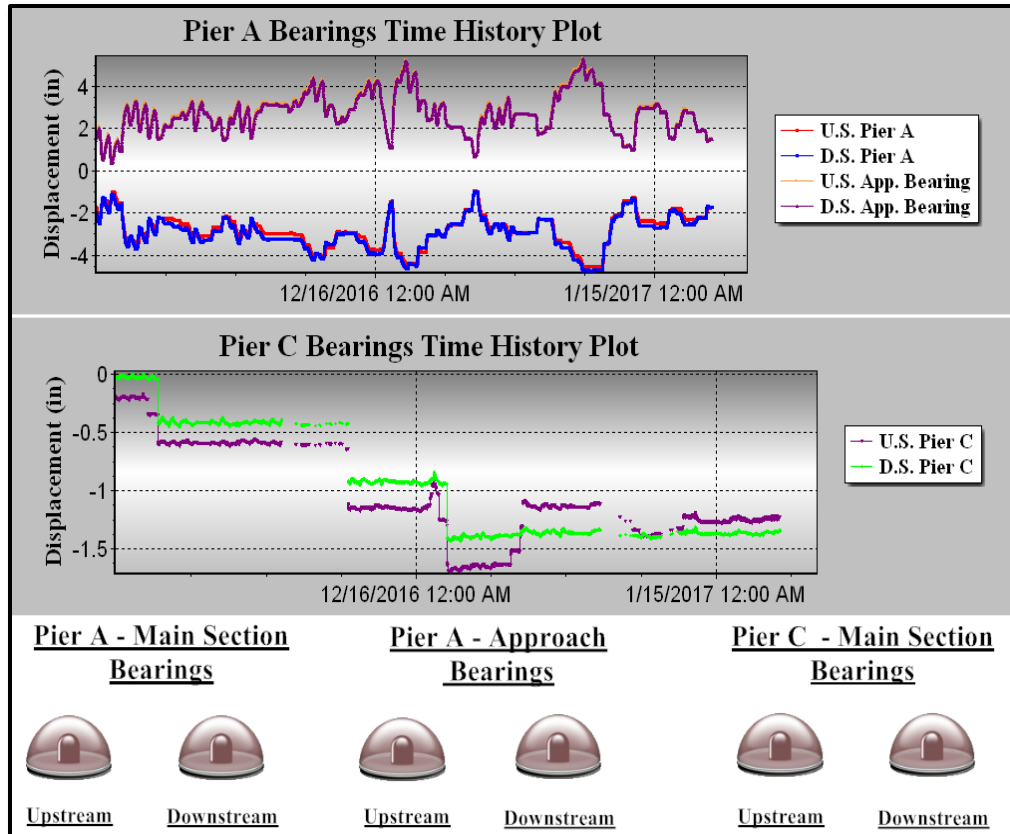 Pier A Bearings Time History Plot
Displacement (in)
4
2
0
-2
-4
12/16/2016 12:00 AM
1/15/2017 12:00 AM
U.S. Pier A
D.S. Pier A
U.S. App. Bearing
D.S. App. Bearing
Pier C Bearings Time History Plot
Displacement (in)
0
-0.5
-1
-1.5
12/16/2016 12:00 AM
1/15/2017 12:00 AM
U.S. Pier C
D.S. Pier C
Pier A - Main Section
Bearings
Pier A - Approach
Bearings
Pier C - Main Section
Bearings
Upstream
Downstream
Upstream
Downstream
Upstream
Downstream